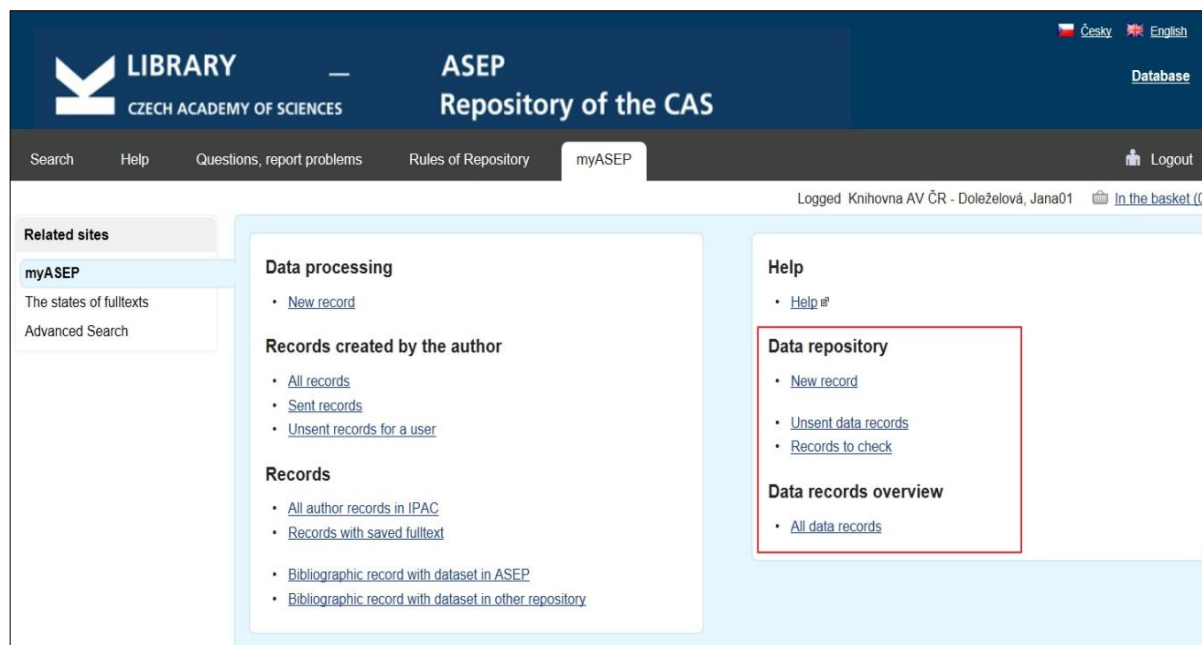 Česky English
LIBRARY
CZECH ACADEMY OF SCIENCES
ASEP
Repository of the CAS
Database
Search Help Questions, report problems Rules of Repository myASEP Logout
Logged Knihovna AV ČR - Doleželová, Jana01 In the basket (0
Related sites
myASEP
The states of fulltexts
Advanced Search
Data processing
• New record
Records created by the author
• All records
• Sent records
• Unsent records for a user
Records
• All author records in IPAC
• Records with saved fulltext
• Bibliographic record with dataset in ASEP
• Bibliographic record with dataset in other repository
Help
• Help
Data repository
• New record
• Unsent data records
• Records to check
Data records overview
• All data records